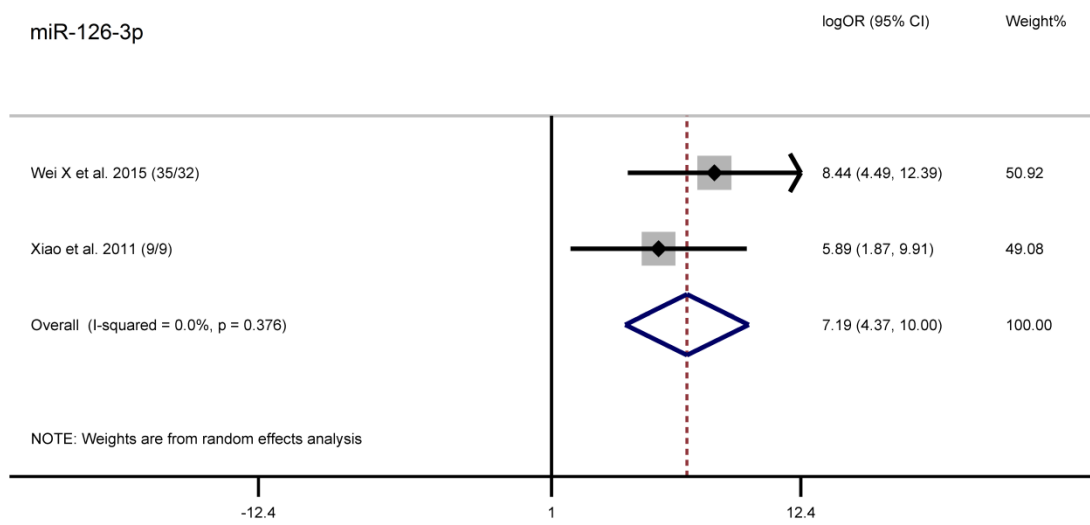 miR-126-3p
logOR (95% CI) Weight%
Wei X et al. 2015 (35/32) 8.44 (4.49, 12.39) 50.92
Xiao et al. 2011 (9/9) 5.89 (1.87, 9.91) 49.08
Overall (I-squared = 0.0%, p = 0.376) 7.19 (4.37, 10.00) 100.00
NOTE: Weights are from random effects analysis
-12.4 1 12.4